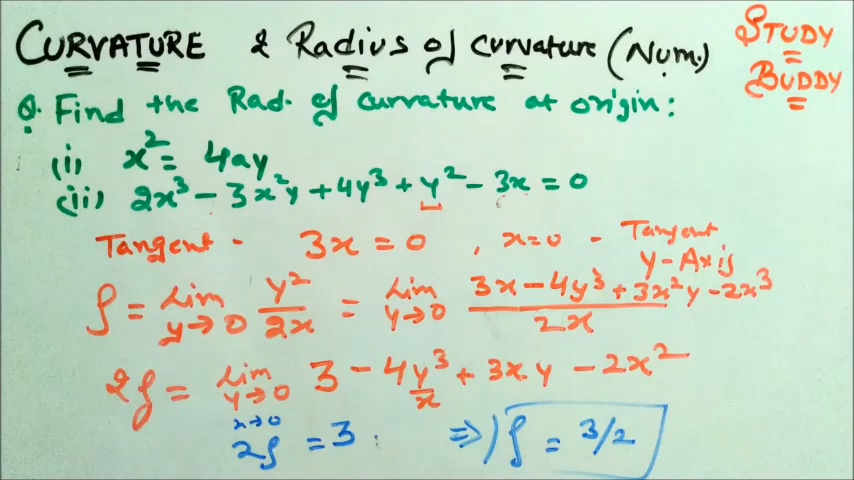 CURVATURE & Radius of curvature (Num.)
STUDY
BUDDY
Q. Find the Rad. of curvature at origin:
(i) x² = 4ay
(ii) 2x³ - 3x²y + 4y³ + y² - 3x = 0
Tangent - 3x = 0 , x=0 - Tangent
y-Axis
ρ = Lim y→0 y²/2x = Lim y→0 (3x - 4y³ + 3x²y - 2x³)/2x
2ρ = Lim y→0 x→0 3 - 4y³/x + 3xy - 2x²
2ρ = 3 ⇒ ρ = 3/2